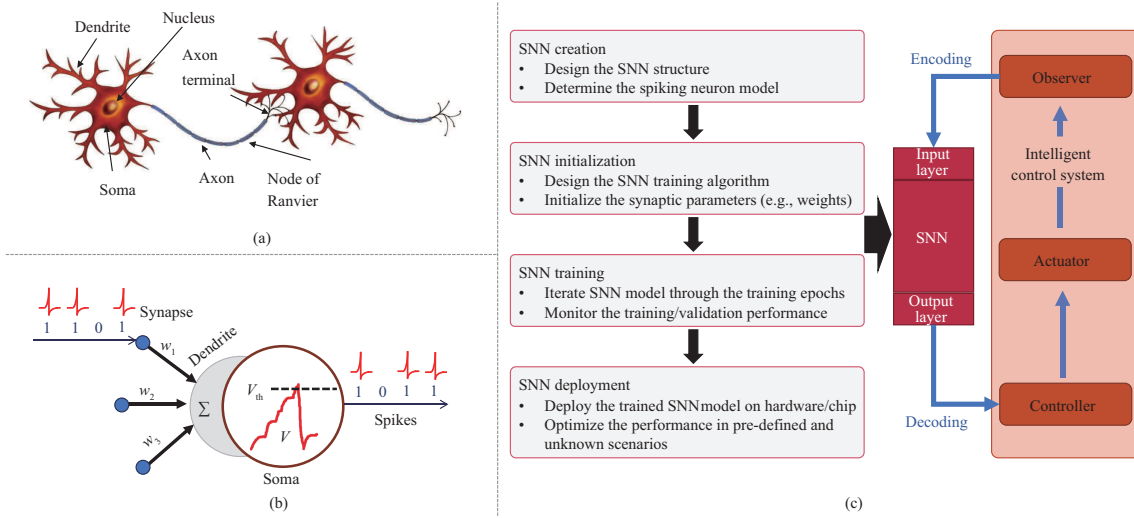 Dendrite
Nucleus
Axon
terminal
Soma
Axon
Node of
Ranvier
(a)
Synapse
1 1 0 1
w1
w2
w3
Dendrite
Σ
Vth
V
Soma
1 0 1 1
Spikes
(b)
SNN creation
• Design the SNN structure
• Determine the spiking neuron model
SNN initialization
• Design the SNN training algorithm
• Initialize the synaptic parameters (e.g., weights)
SNN training
• Iterate SNN model through the training epochs
• Monitor the training/validation performance
SNN deployment
• Deploy the trained SNN model on hardware/chip
• Optimize the performance in pre-defined and
unknown scenarios
Encoding
Input
layer
SNN
Output
layer
Decoding
Observer
Intelligent
control system
Actuator
Controller
(c)